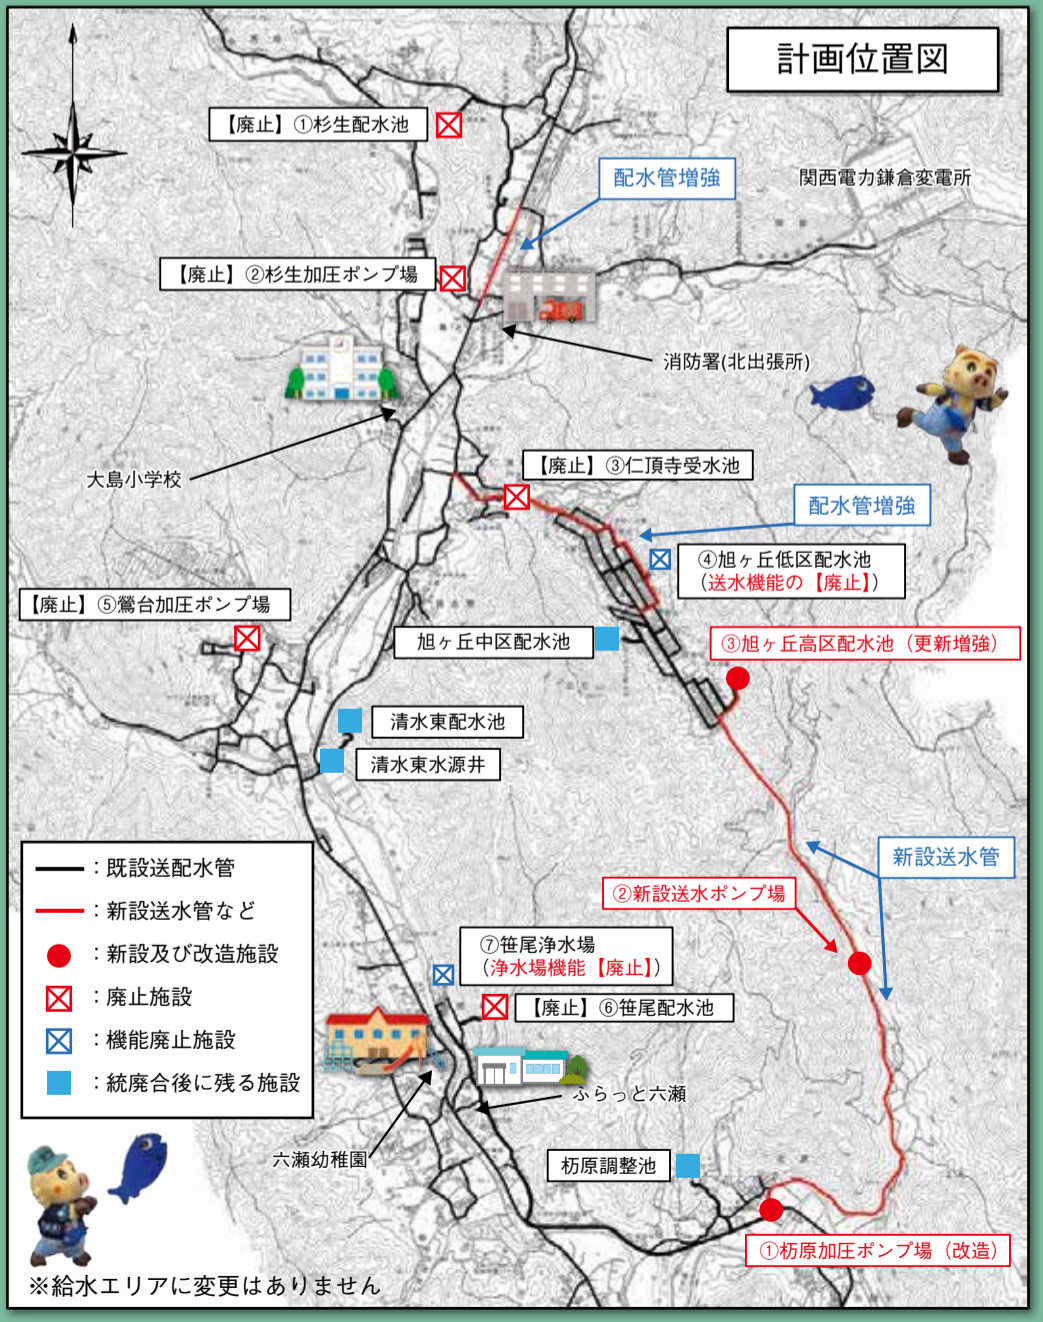 計画位置図
【廃止】①杉生配水池
配水管増強
関西電力鎌倉変電所
【廃止】②杉生加圧ポンプ場
消防署(北出張所)
大島小学校
【廃止】③仁頂寺受水池
配水管増強
④旭ヶ丘低区配水池
（送水機能の【廃止】）
【廃止】⑤鶯台加圧ポンプ場
旭ヶ丘中区配水池
③旭ヶ丘高区配水池（更新増強）
清水東配水池
清水東水源井
新設送水管
②新設送水ポンプ場
：既設送配水管
：新設送水管など
：新設及び改造施設
：廃止施設
：機能廃止施設
：統廃合後に残る施設
⑦笹尾浄水場
（浄水場機能【廃止】）
【廃止】⑥笹尾配水池
ふらっと六瀬
六瀬幼稚園
杤原調整池
①杤原加圧ポンプ場（改造）
※給水エリアに変更はありません